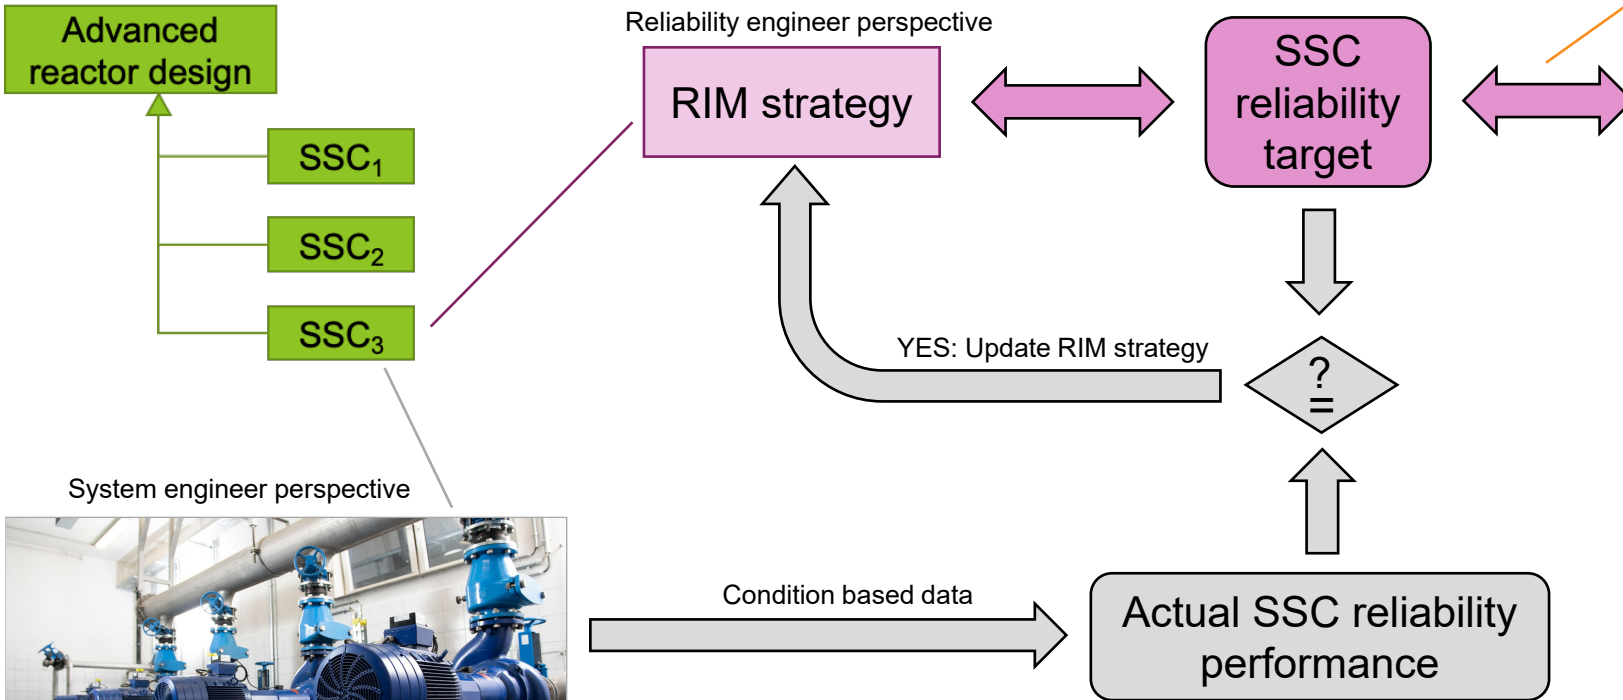 Advanced
reactor design
SSC₁
SSC₂
SSC₃
Reliability engineer perspective
RIM strategy
SSC
reliability
target
YES: Update RIM strategy
?
=
System engineer perspective
Condition based data
Actual SSC reliability
performance